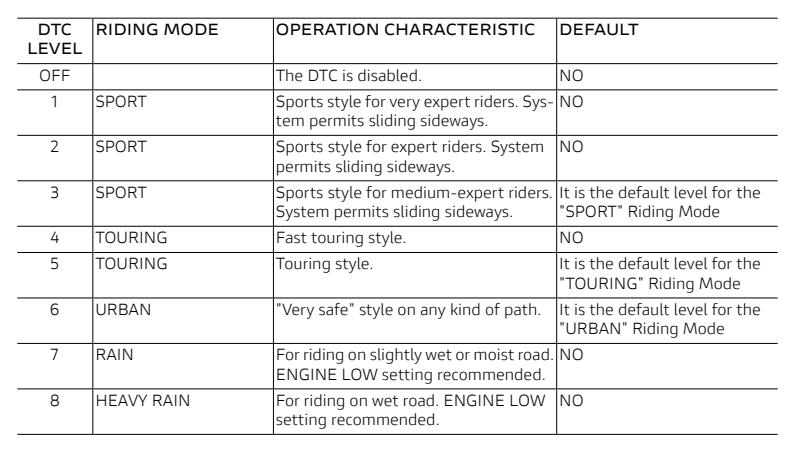 DTC LEVEL RIDING MODE OPERATION CHARACTERISTIC DEFAULT
OFF The DTC is disabled. NO
1 SPORT Sports style for very expert riders. Sys- NO
tem permits sliding sideways.
2 SPORT Sports style for expert riders. System NO
permits sliding sideways.
3 SPORT Sports style for medium-expert riders. It is the default level for the
System permits sliding sideways. "SPORT" Riding Mode
4 TOURING Fast touring style. NO
5 TOURING Touring style. It is the default level for the
"TOURING" Riding Mode
6 URBAN "Very safe" style on any kind of path. It is the default level for the
"URBAN" Riding Mode
7 RAIN For riding on slightly wet or moist road. NO
ENGINE LOW setting recommended.
8 HEAVY RAIN For riding on wet road. ENGINE LOW NO
setting recommended.